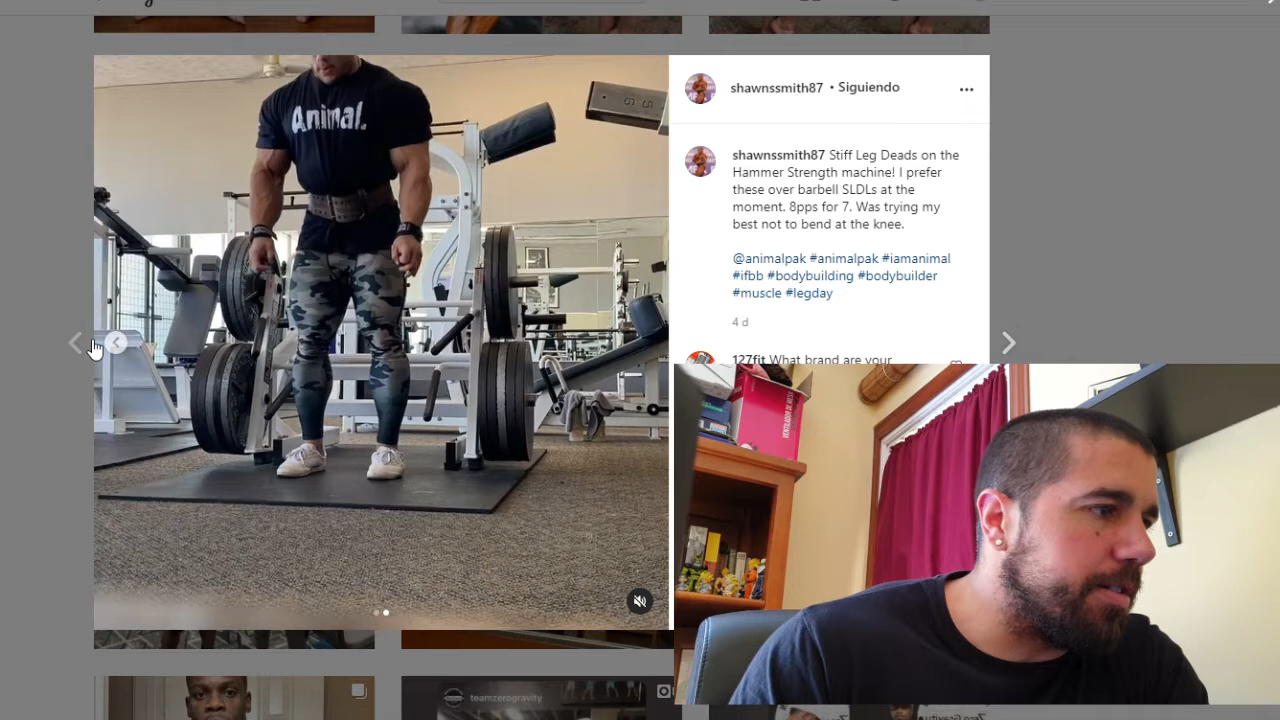 shawnssmith87 • Siguiendo
Animal.
shawnssmith87 Stiff Leg Deads on the
Hammer Strength machine! I prefer
these over barbell SLDLs at the
moment. 8pps for 7. Was trying my
best not to bend at the knee.
@animalpak #animalpak #iamanimal
#ifbb #bodybuilding #bodybuilder
#muscle #legday
4 d
127fit What brand are your
teamzerogravity